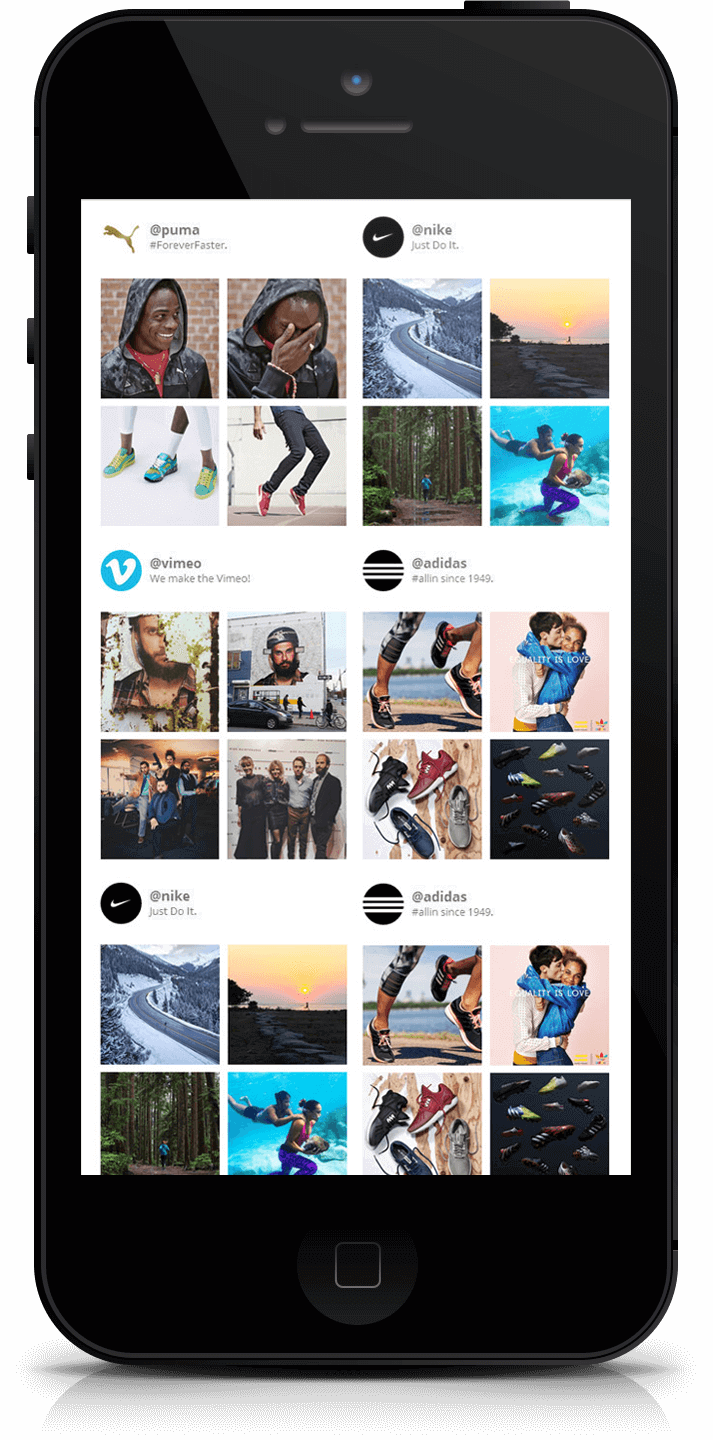 @puma
#ForeverFaster.
@nike
Just Do It.
@vimeo
We make the Vimeo!
@adidas
#allin since 1949.
EQUALITY IS LOVE
@nike
Just Do It.
@adidas
#allin since 1949.
EQUALITY IS LOVE